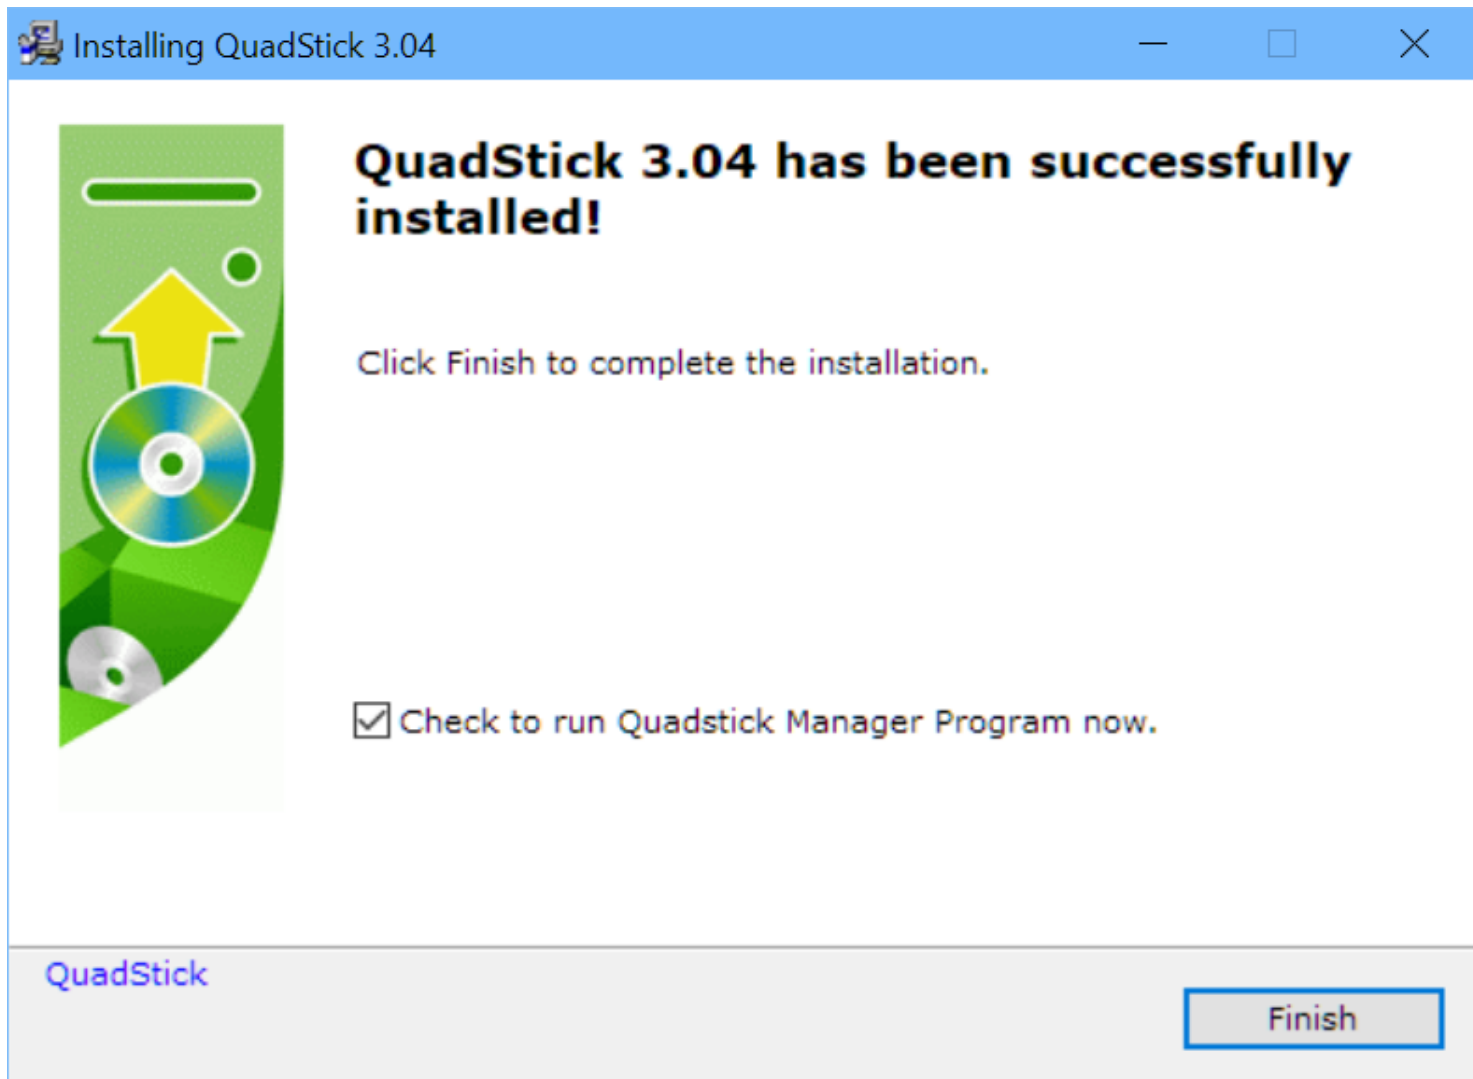 Installing QuadStick 3.04
QuadStick 3.04 has been successfully
installed!
Click Finish to complete the installation.
Check to run Quadstick Manager Program now.
QuadStick
Finish